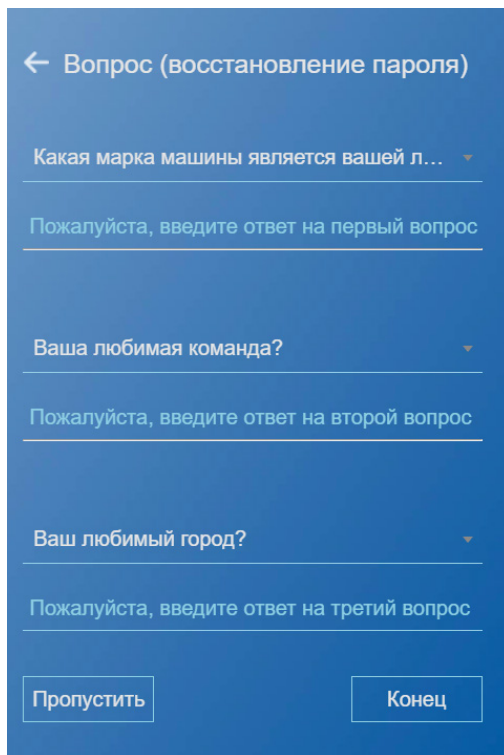 Вопрос (восстановление пароля)
Какая марка машины является вашей л...
Пожалуйста, введите ответ на первый вопрос
Ваша любимая команда?
Пожалуйста, введите ответ на второй вопрос
Ваш любимый город?
Пожалуйста, введите ответ на третий вопрос
Пропустить
Конец